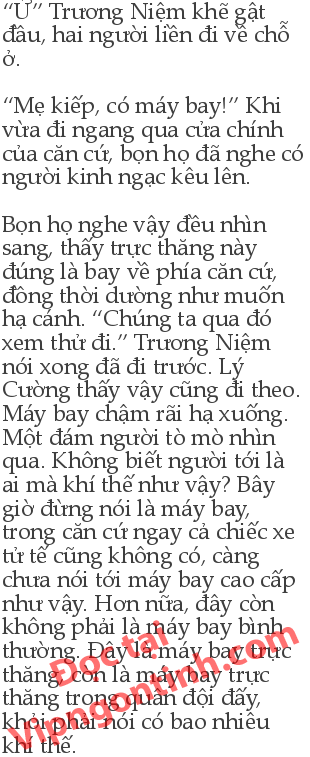 “Ừ” Trương Niệm khẽ gật
đầu, hai người liền đi về chỗ
ở.
“Mẹ kiếp, có máy bay!” Khi
vừa đi ngang qua cửa chính
của căn cứ, bọn họ đã nghe có
người kinh ngạc kêu lên.
Bọn họ nghe vậy đều nhìn
sang, thấy trực thăng này
đúng là bay về phía căn cứ,
đồng thời dường như muốn
hạ cánh. “Chúng ta qua đó
xem thử đi.” Trương Niệm
nói xong đã đi trước. Lý
Cường thấy vậy cũng đi theo.
Máy bay chậm rãi hạ xuống.
Một đám người tò mò nhìn
qua. Không biết người tới là
ai mà khí thế như vậy? Bây
giờ đừng nói là máy bay,
trong căn cứ ngay cả chiếc xe
tử tế cũng không có, càng
chưa nói tới máy bay cao cấp
như vậy. Hơn nữa, đây còn
không phải là máy bay bình
thường. Đây là máy bay trực
thăng, còn là máy bay trực
thăng trong quân đội đấy,
khỏi phải nói có bao nhiêu
khí thế.
Đọc tại
Vipngontinh.com